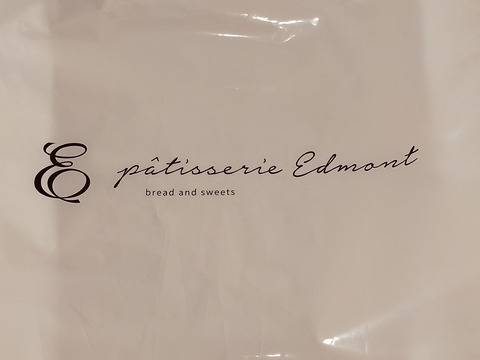 E pâtisserie Edmont
bread and sweets